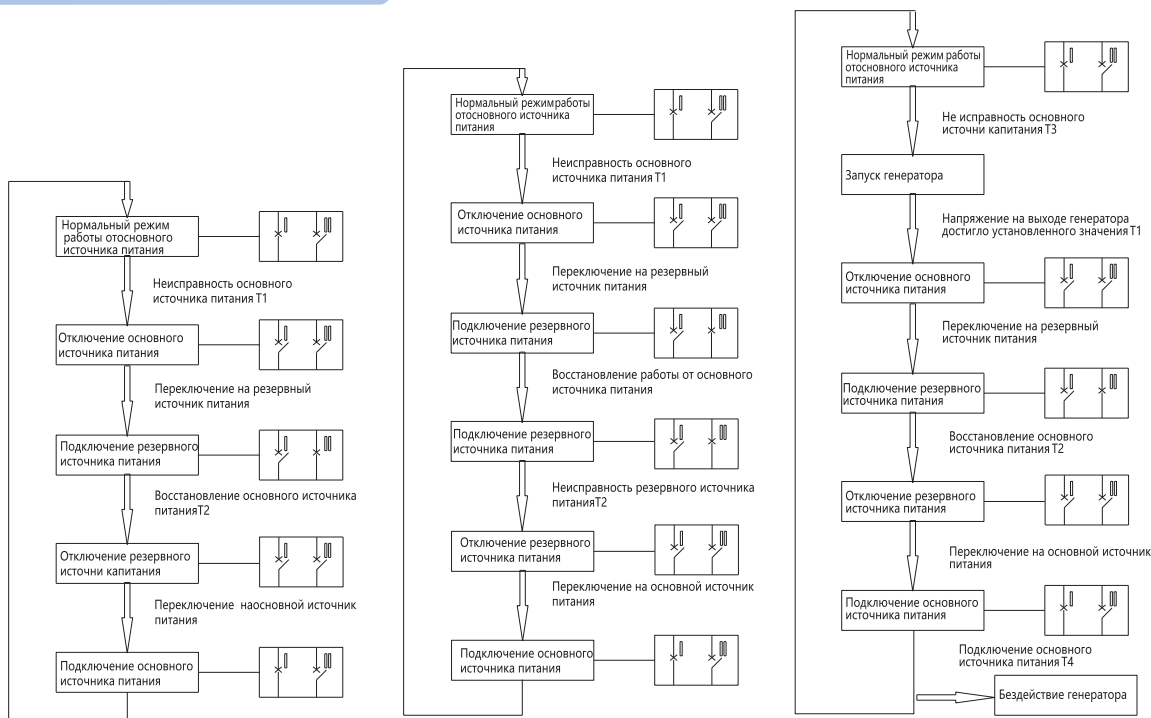 Нормальный режим
работы отосновного
источника питания
Неисправность основного
источника питания Т1
Отключение основного
источника питания
Переключение на резервный
источник питания
Подключение резервного
источника питания
Восстановление основного источника
питанияТ2
Отключение резервного
источни капитания
Переключение наосновной источник
питания
Подключение основного
источника питания
Нормальный режимработы
отосновного источника
питания
Неисправность основного
источника питания Т1
Отключение основного
источника питания
Переключение на резервный
источник питания
Подключение резервного
источника питания
Восстановление работы от основного
источника питания
Подключение резервного
источника питания
Неисправность резервного источника
питанияТ2
Отключение резервного
источника питания
Переключение на основной источник
питания
Подключение основного
источника питания
Нормальный режим работы
отосновного источника
питания
Не исправность основного
источни капитания Т3
Запуск генератора
Напряжение на выходе генератора
достигло установленного значения Т1
Отключение основного
источника питания
Переключение на резервный
источник питания
Подключение резервного
источника питания
Восстановление основного
источника питания Т2
Отключение резервного
источника питания
Переключение на основной источник
питания
Подключение основного
источника питания
Подключение основного
источника питания Т4
Бездействие генератора